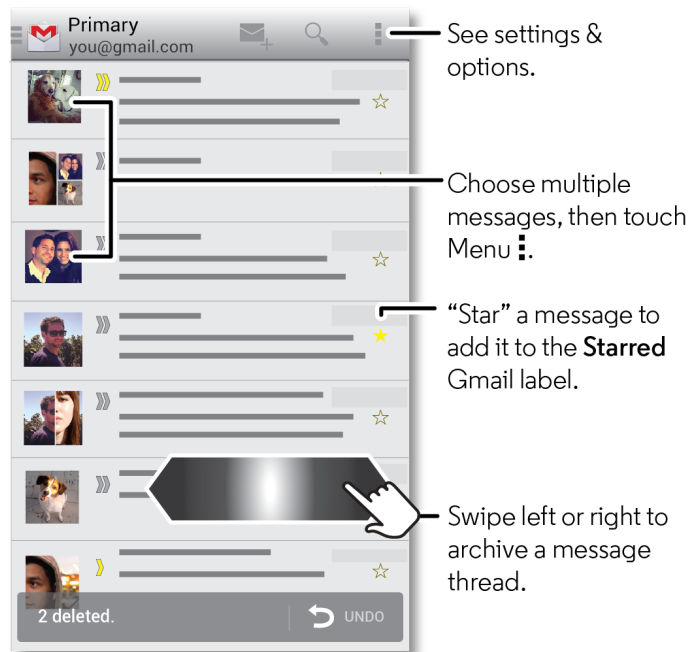 Primary
you@gmail.com
See settings &
options.
Choose multiple
messages, then touch
Menu .
“Star” a message to
add it to the Starred
Gmail label.
Swipe left or right to
archive a message
thread.
2 deleted.
UNDO